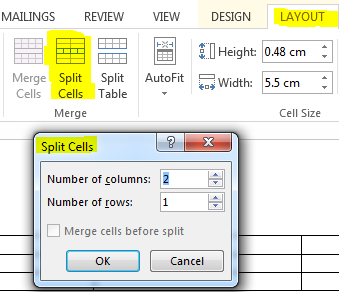 MAILINGS REVIEW VIEW DESIGN LAYOUT
Merge Cells
Split Cells
Split Table
AutoFit
Height: 0.48 cm
Width: 5.5 cm
Merge
Cell Size
Split Cells
?
Number of columns: 2
Number of rows: 1
Merge cells before split
OK Cancel